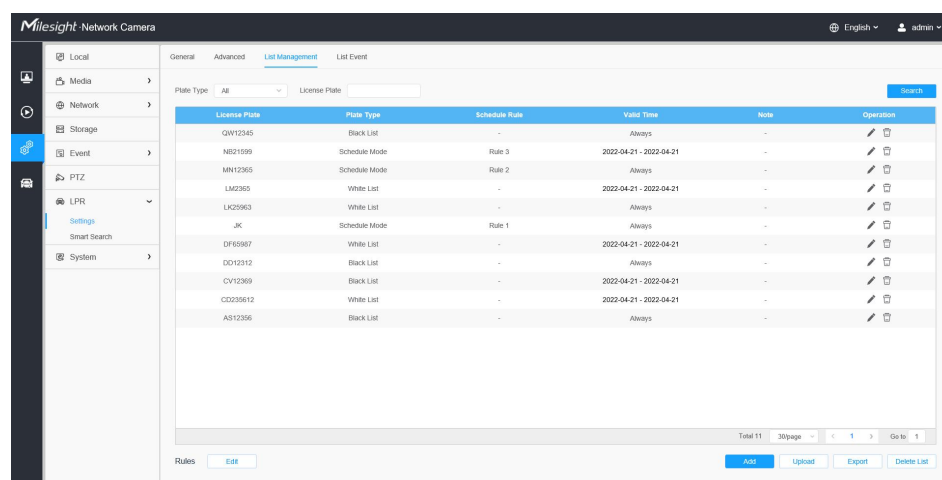 Milesight ·Network Camera
English
admin
Local
Media
Network
Storage
Event
PTZ
LPR
Settings
Smart Search
System
General Advanced List Management List Event
Plate Type All License Plate Search
License Plate Plate Type Schedule Rule Valid Time Note Operation
QW12345 Black List - Always -
NB21599 Schedule Mode Rule 3 2022-04-21 - 2022-04-21 -
MN12365 Schedule Mode Rule 2 Always -
LM2365 White List - 2022-04-21 - 2022-04-21 -
LK25963 White List - Always -
JK Schedule Mode Rule 1 Always -
DF65987 White List - 2022-04-21 - 2022-04-21 -
DD12312 Black List - Always -
CV12369 Black List - 2022-04-21 - 2022-04-21 -
CD235612 White List - 2022-04-21 - 2022-04-21 -
AS12356 Black List - Always -
Total 11 30/page < 1 > Go to 1
Rules Edit Add Upload Export Delete List